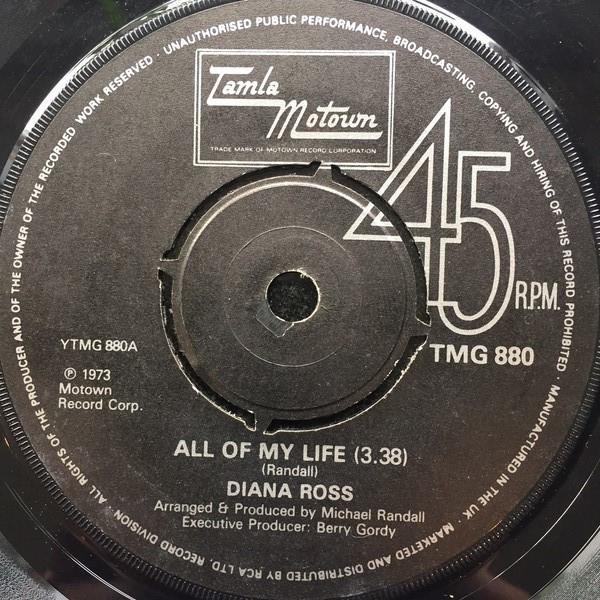 Tamla
Motown
TRADE MARK OF MOTOWN RECORD CORPORATION
45
R.P.M.
TMG 880
YTMG 880A
℗ 1973
Motown
Record Corp.
ALL OF MY LIFE (3.38)
(Randall)
DIANA ROSS
Arranged & Produced by Michael Randall
Executive Producer: Berry Gordy
ALL RIGHTS OF THE PRODUCER AND OF THE OWNER OF THE RECORDED WORK RESERVED · UNAUTHORISED PUBLIC PERFORMANCE, BROADCASTING, COPYING AND HIRING OF THIS RECORD PROHIBITED · MANUFACTURED IN THE UK. MARKETED AND DISTRIBUTED BY RCA LTD. RECORD DIVISION